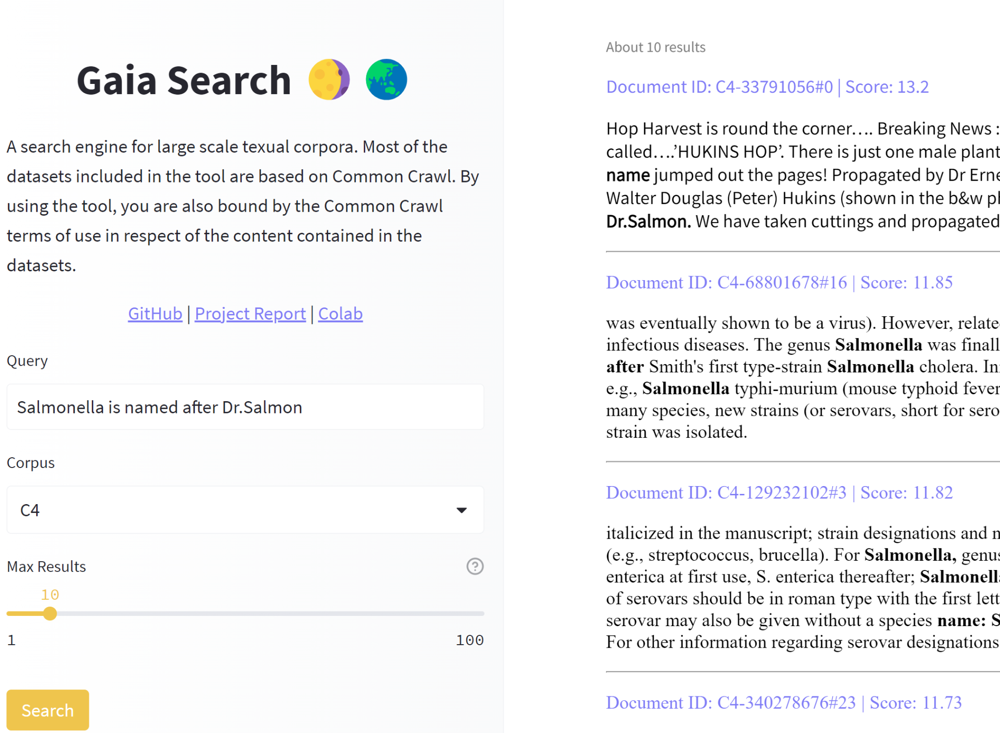 Gaia Search
A search engine for large scale texual corpora. Most of the
datasets included in the tool are based on Common Crawl. By
using the tool, you are also bound by the Common Crawl
terms of use in respect of the content contained in the
datasets.
GitHub | Project Report | Colab
Query
Salmonella is named after Dr.Salmon
Corpus
C4
Max Results
10
1
100
Search
About 10 results
Document ID: C4-33791056#0 | Score: 13.2
Hop Harvest is round the corner…. Breaking News :
called….’HUKINS HOP’. There is just one male plant
name jumped out the pages! Propagated by Dr
Walter Douglas (Peter) Hukins (shown in the b&w
Dr.Salmon. We have taken cuttings and propagated
Document ID: C4-68801678#16 | Score: 11.85
was eventually shown to be a virus). However,
infectious diseases. The genus Salmonella was
after Smith's first type-strain Salmonella cholera.
e.g., Salmonella typhi-murium (mouse typhoid fever
many species, new strains (or serovars, short for
strain was isolated.
Document ID: C4-129232102#3 | Score: 11.82
italicized in the manuscript; strain designations and
(e.g., streptococcus, brucella). For Salmonella,
enterica at first use, S. enterica thereafter;
of serovars should be in roman type with the first
serovar may also be given without a species name:
For other information regarding serovar designations
Document ID: C4-340278676#23 | Score: 11.73